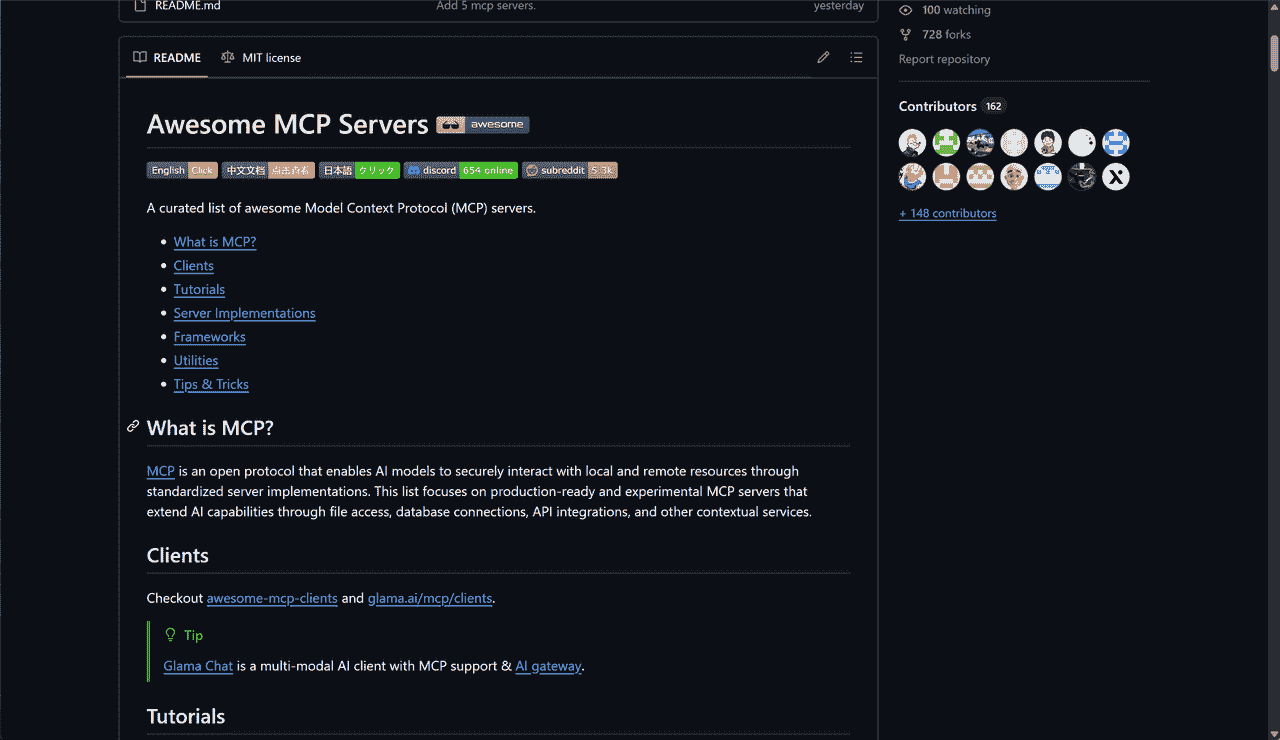 README.md Add 5 mcp servers. yesterday
100 watching
728 forks
Report repository
README MIT license
Contributors 162
+ 148 contributors
Awesome MCP Servers awesome
English Click 中文文档 点击查看 日本語 クリック discord 654 online subreddit 5.3k
A curated list of awesome Model Context Protocol (MCP) servers.
What is MCP?
Clients
Tutorials
Server Implementations
Frameworks
Utilities
Tips & Tricks
What is MCP?
MCP is an open protocol that enables AI models to securely interact with local and remote resources through
standardized server implementations. This list focuses on production-ready and experimental MCP servers that
extend AI capabilities through file access, database connections, API integrations, and other contextual services.
Clients
Checkout awesome-mcp-clients and glama.ai/mcp/clients.
Tip
Glama Chat is a multi-modal AI client with MCP support & AI gateway.
Tutorials